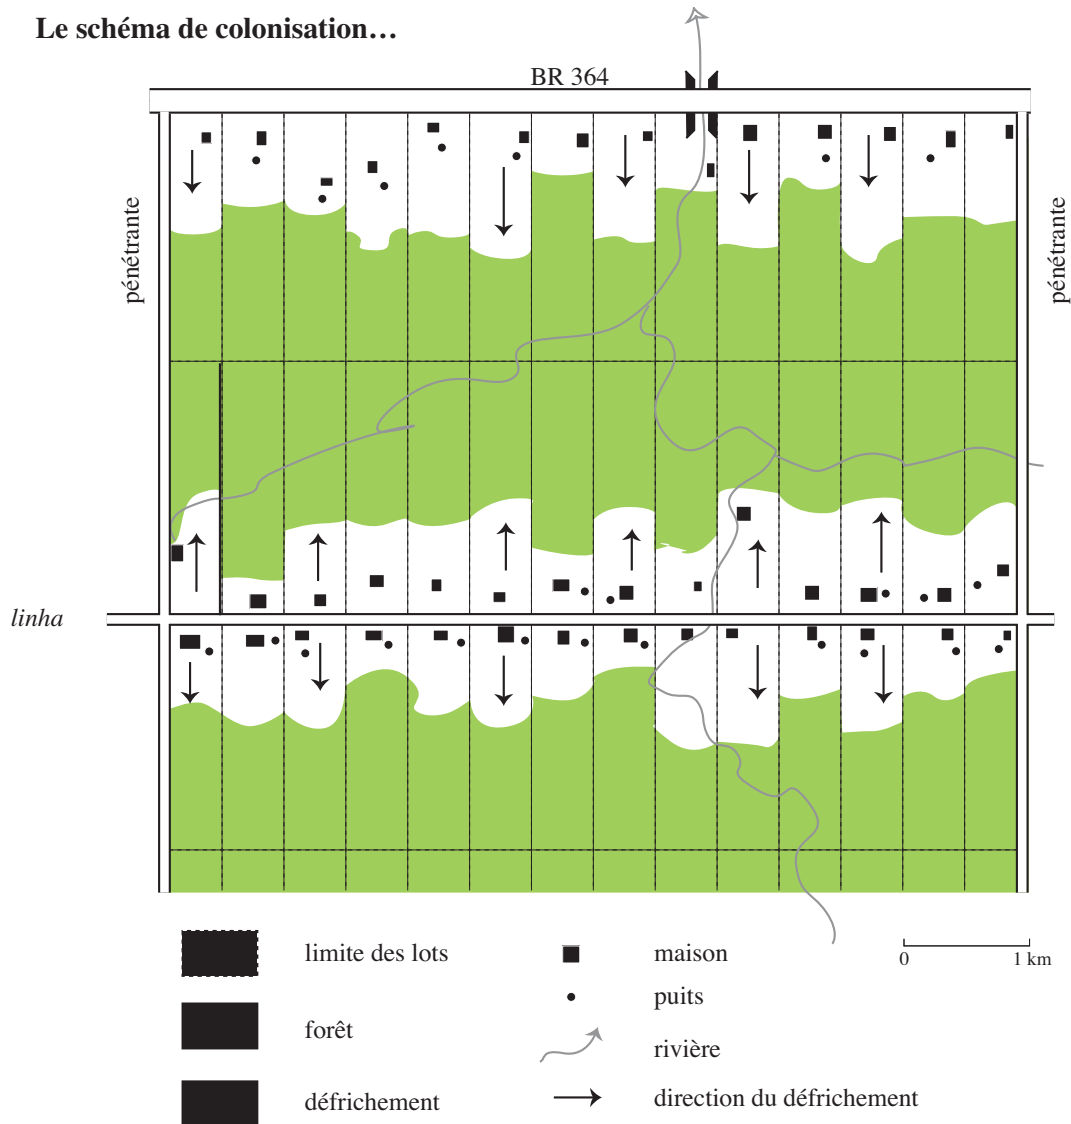 Le schéma de colonisation…
BR 364
pénétrante
pénétrante
linha
limite des lots
forêt
défrichement
maison
puits
rivière
direction du défrichement
0 1 km